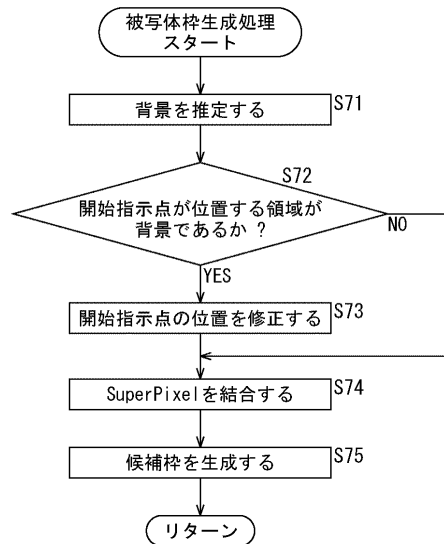 被写体枠生成処理
スタート
背景を推定する
S71
S72
開始指示点が位置する領域が
背景であるか ?
NO
YES
開始指示点の位置を修正する
S73
SuperPixelを結合する
S74
候補枠を生成する
S75
リターン